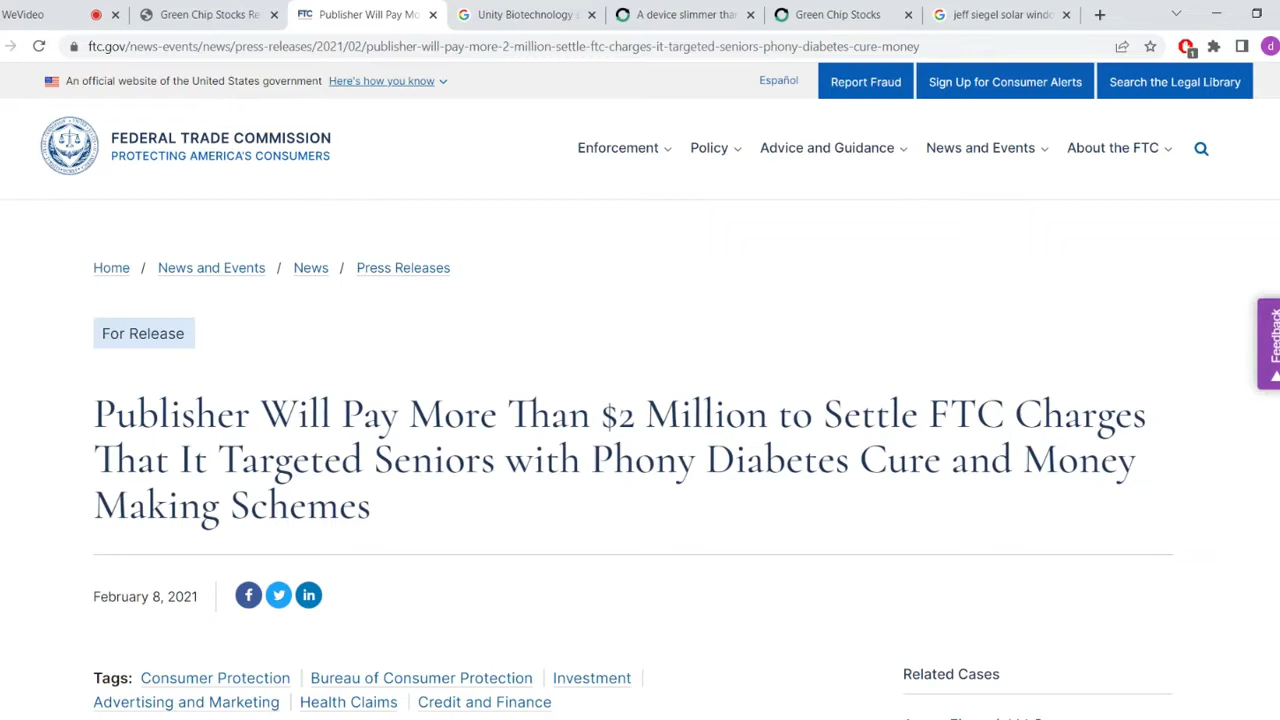 WeVideo
Green Chip Stocks Re
FTC Publisher Will Pay Mo
Unity Biotechnology s
A device slimmer than
Green Chip Stocks
jeff siegel solar windo
ftc.gov/news-events/news/press-releases/2021/02/publisher-will-pay-more-2-million-settle-ftc-charges-it-targeted-seniors-phony-diabetes-cure-money
1
d
An official website of the United States government Here's how you know
Español
Report Fraud
Sign Up for Consumer Alerts
Search the Legal Library
FEDERAL TRADE COMMISSION
PROTECTING AMERICA'S CONSUMERS
Enforcement
Policy
Advice and Guidance
News and Events
About the FTC
Home / News and Events / News / Press Releases
For Release
Feedback
Publisher Will Pay More Than $2 Million to Settle FTC Charges
That It Targeted Seniors with Phony Diabetes Cure and Money
Making Schemes
February 8, 2021
Tags: Consumer Protection | Bureau of Consumer Protection | Investment |
Advertising and Marketing | Health Claims | Credit and Finance
Related Cases